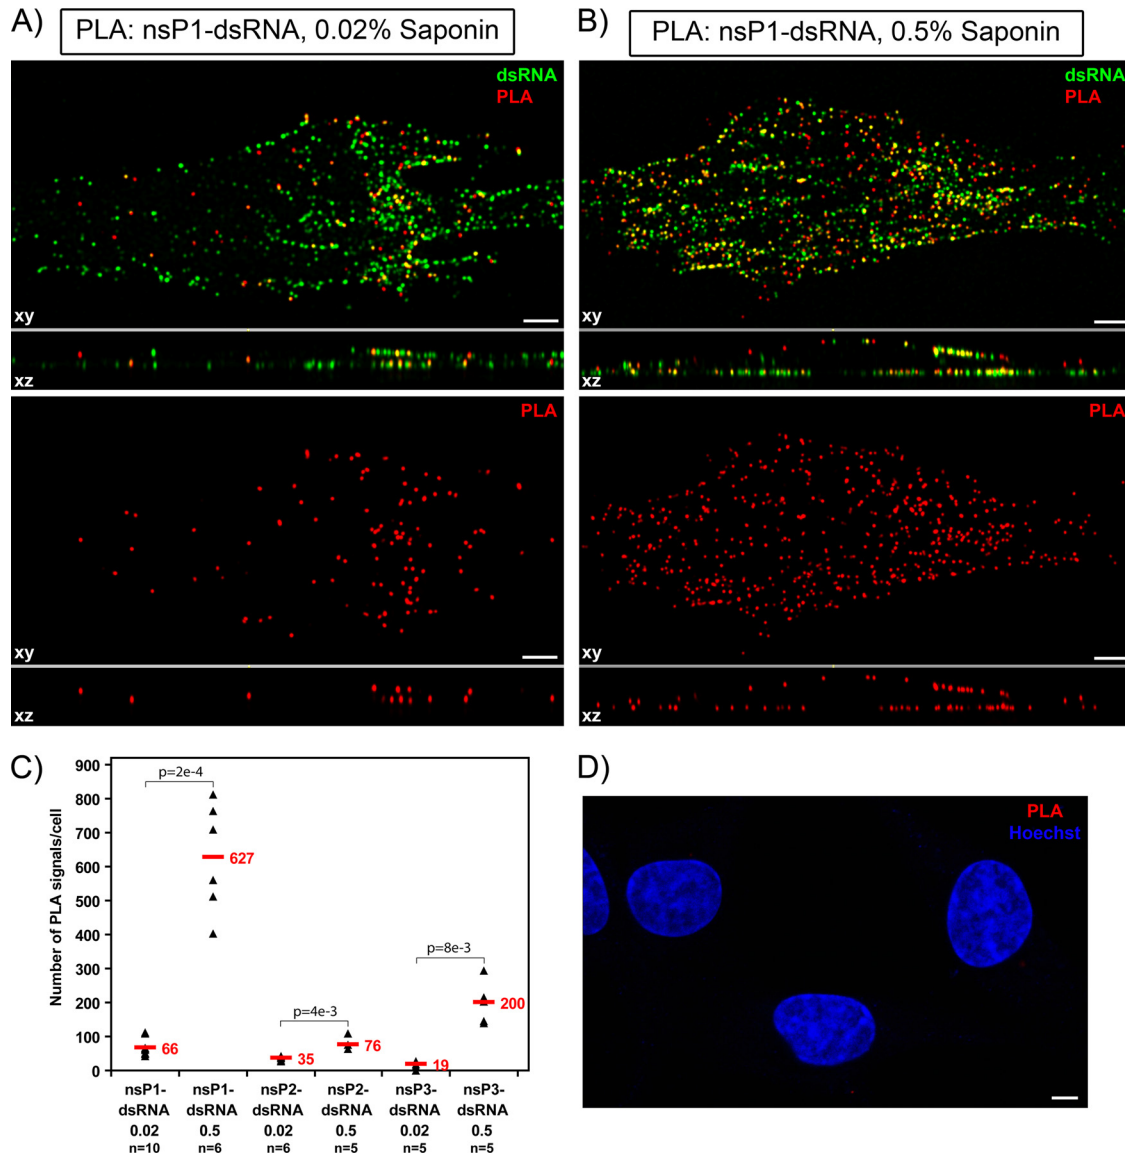 A)
PLA: nsP1-dsRNA, 0.02% Saponin
dsRNA
PLA
xy
xz
PLA
xy
xz
B)
PLA: nsP1-dsRNA, 0.5% Saponin
dsRNA
PLA
xy
xz
PLA
xy
xz
C)
Number of PLA signals/cell
900
800
700
600
500
400
300
200
100
0
p=2e-4
p=4e-3
p=8e-3
66
627
35
76
19
200
nsP1- nsP1- nsP2- nsP2- nsP3- nsP3-
dsRNA dsRNA dsRNA dsRNA dsRNA dsRNA
0.02 0.5 0.02 0.5 0.02 0.5
n=10 n=6 n=6 n=5 n=5 n=5
D)
PLA
Hoechst